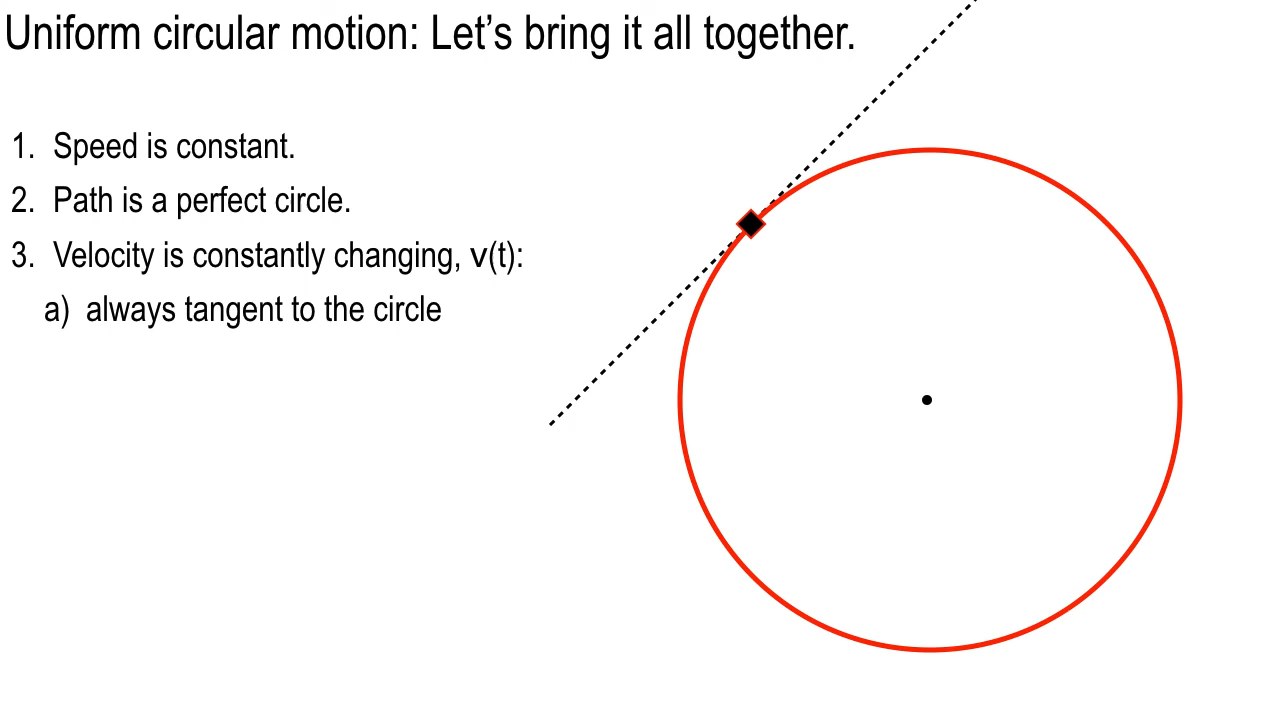 Uniform circular motion: Let’s bring it all together.
1. Speed is constant.
2. Path is a perfect circle.
3. Velocity is constantly changing, v(t):
a) always tangent to the circle